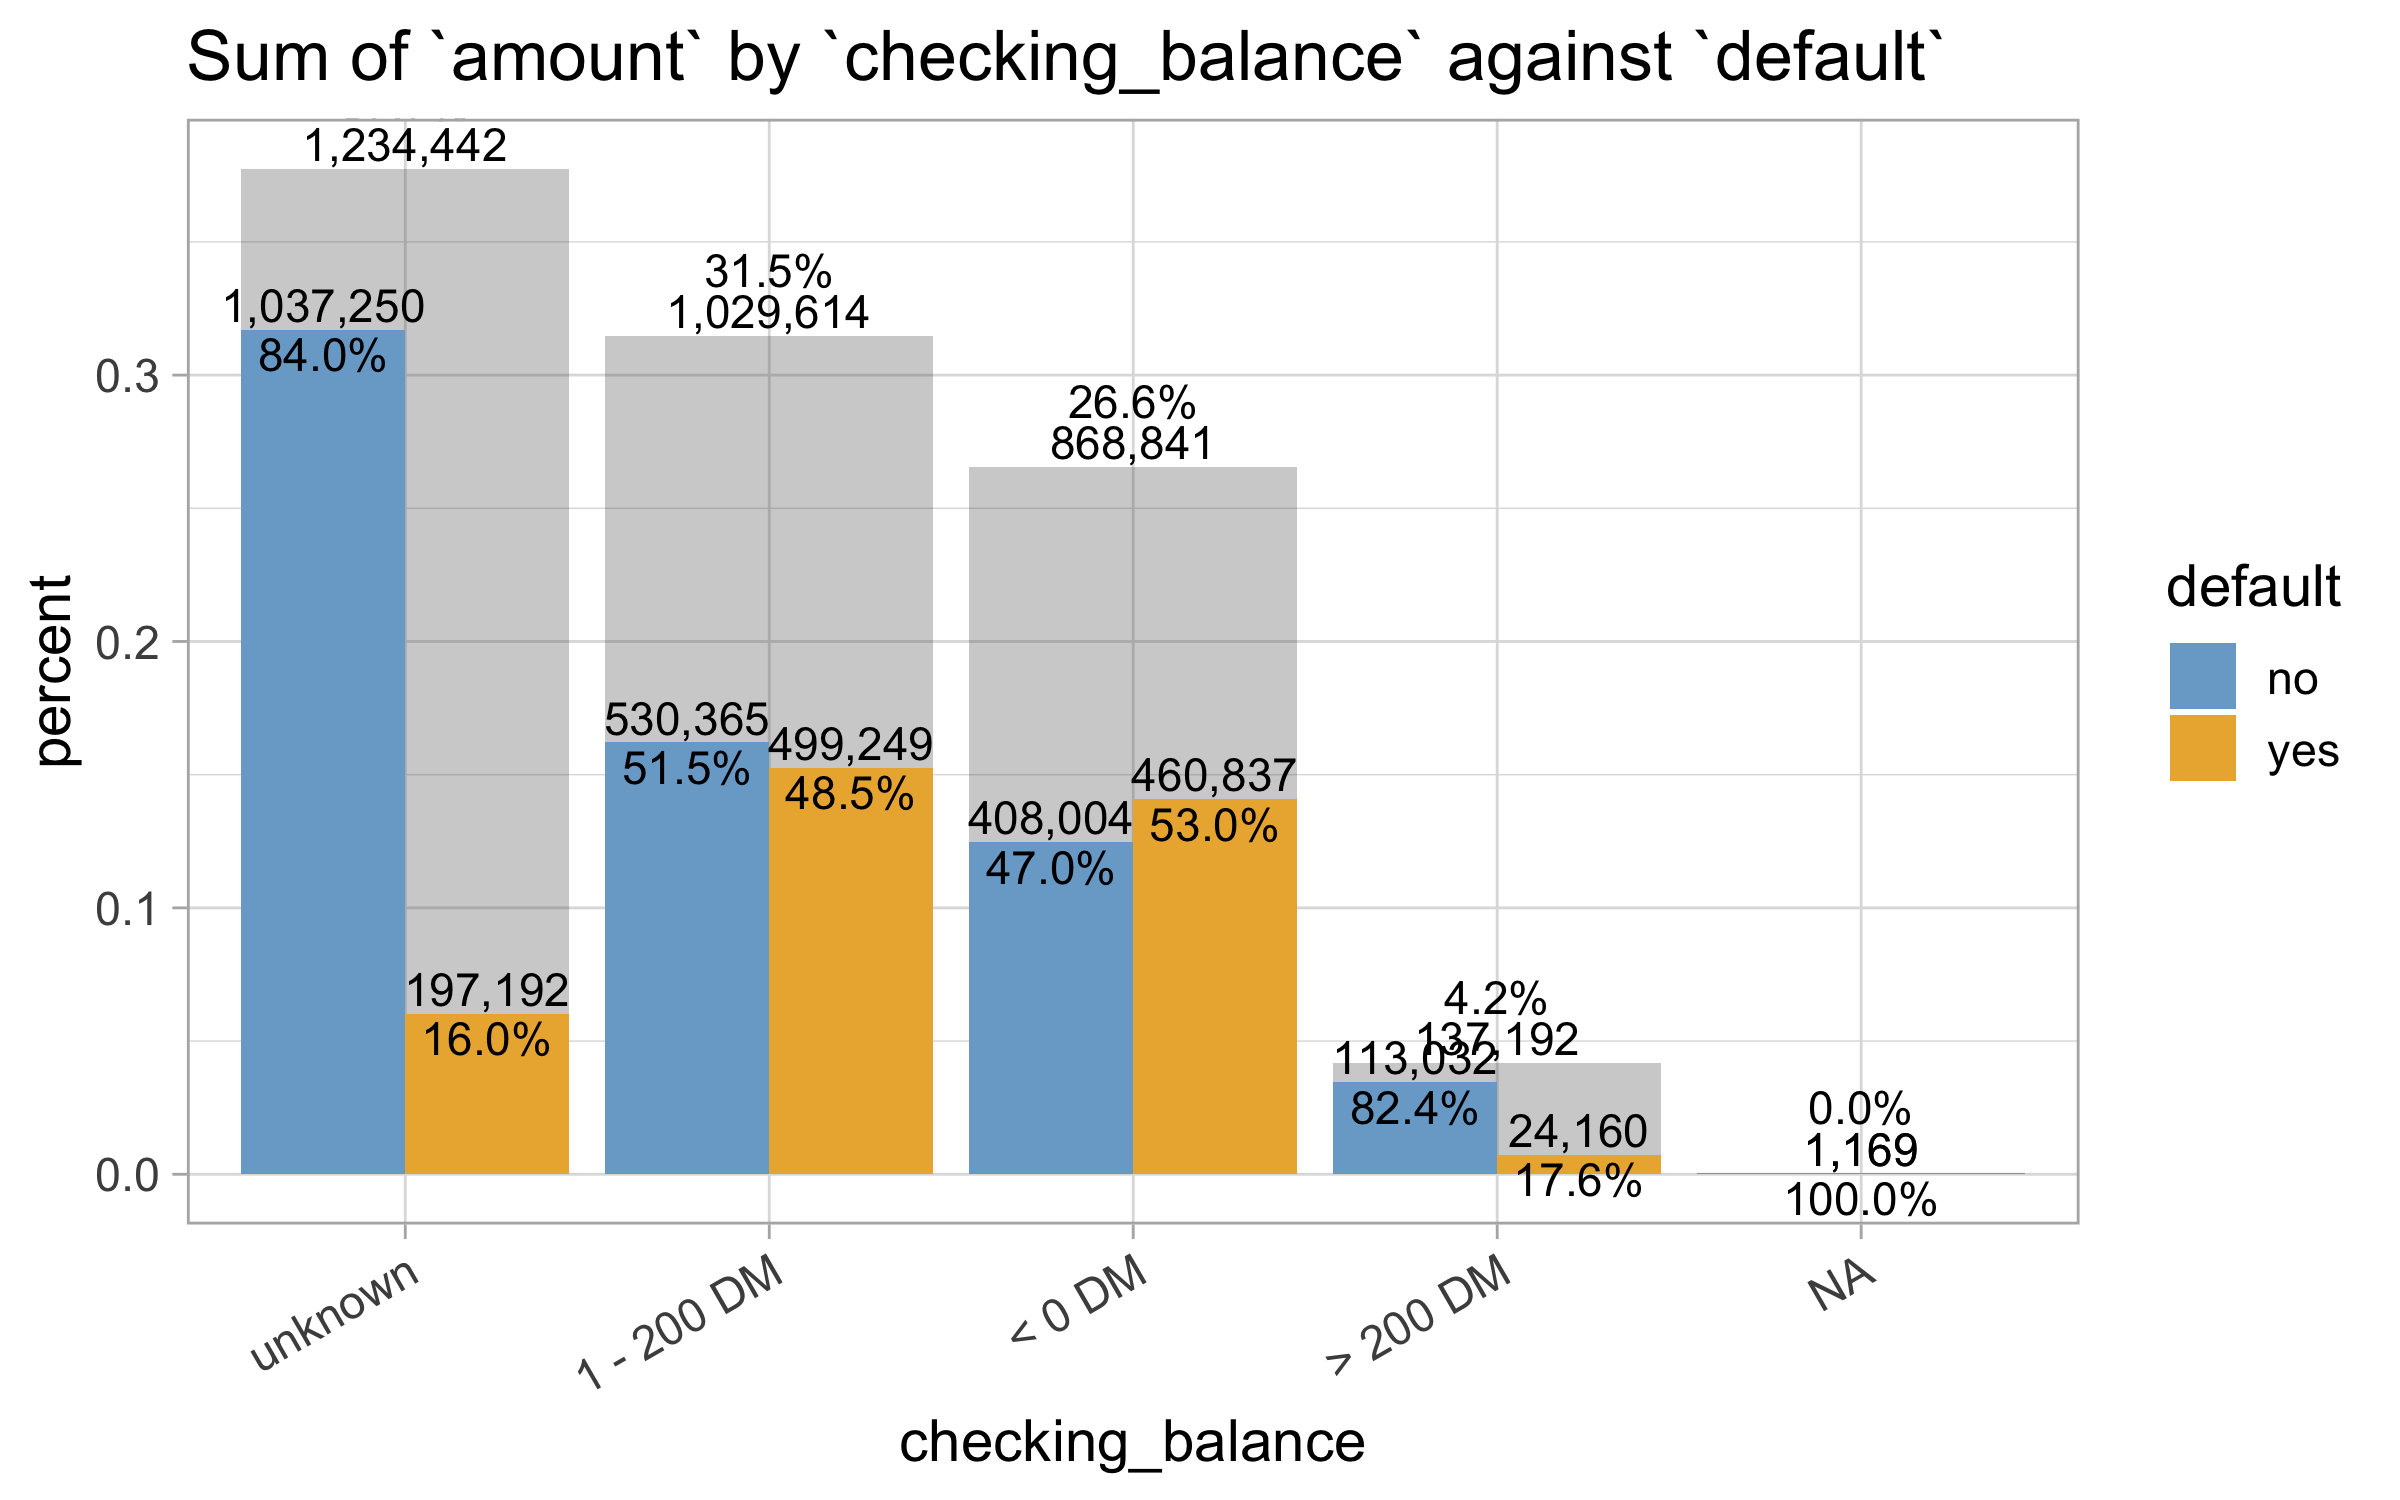 Sum of `amount` by `checking_balance` against `default`
1,234,442
1,037,250
84.0%
197,192
16.0%
31.5%
1,029,614
530,365
51.5%
499,249
48.5%
26.6%
868,841
408,004
47.0%
460,837
53.0%
4.2%
137,192
113,032
82.4%
24,160
17.6%
0.0%
1,169
100.0%
percent
0.3
0.2
0.1
0.0
unknown
1 - 200 DM
< 0 DM
> 200 DM
NA
checking_balance
default
no
yes